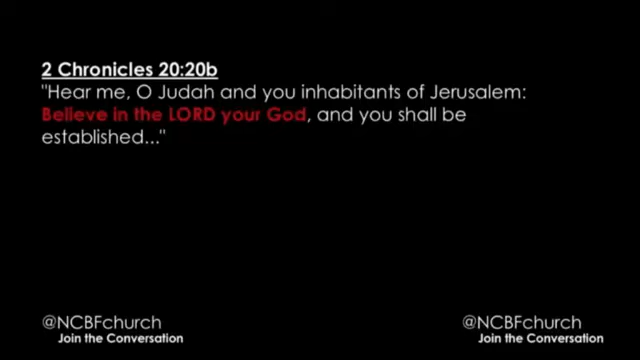 2 Chronicles 20:20b
"Hear me, O Judah and you inhabitants of Jerusalem:
Believe in the LORD your God, and you shall be
established..."
@NCBFchurch
Join the Conversation
@NCBFchurch
Join the Conversation